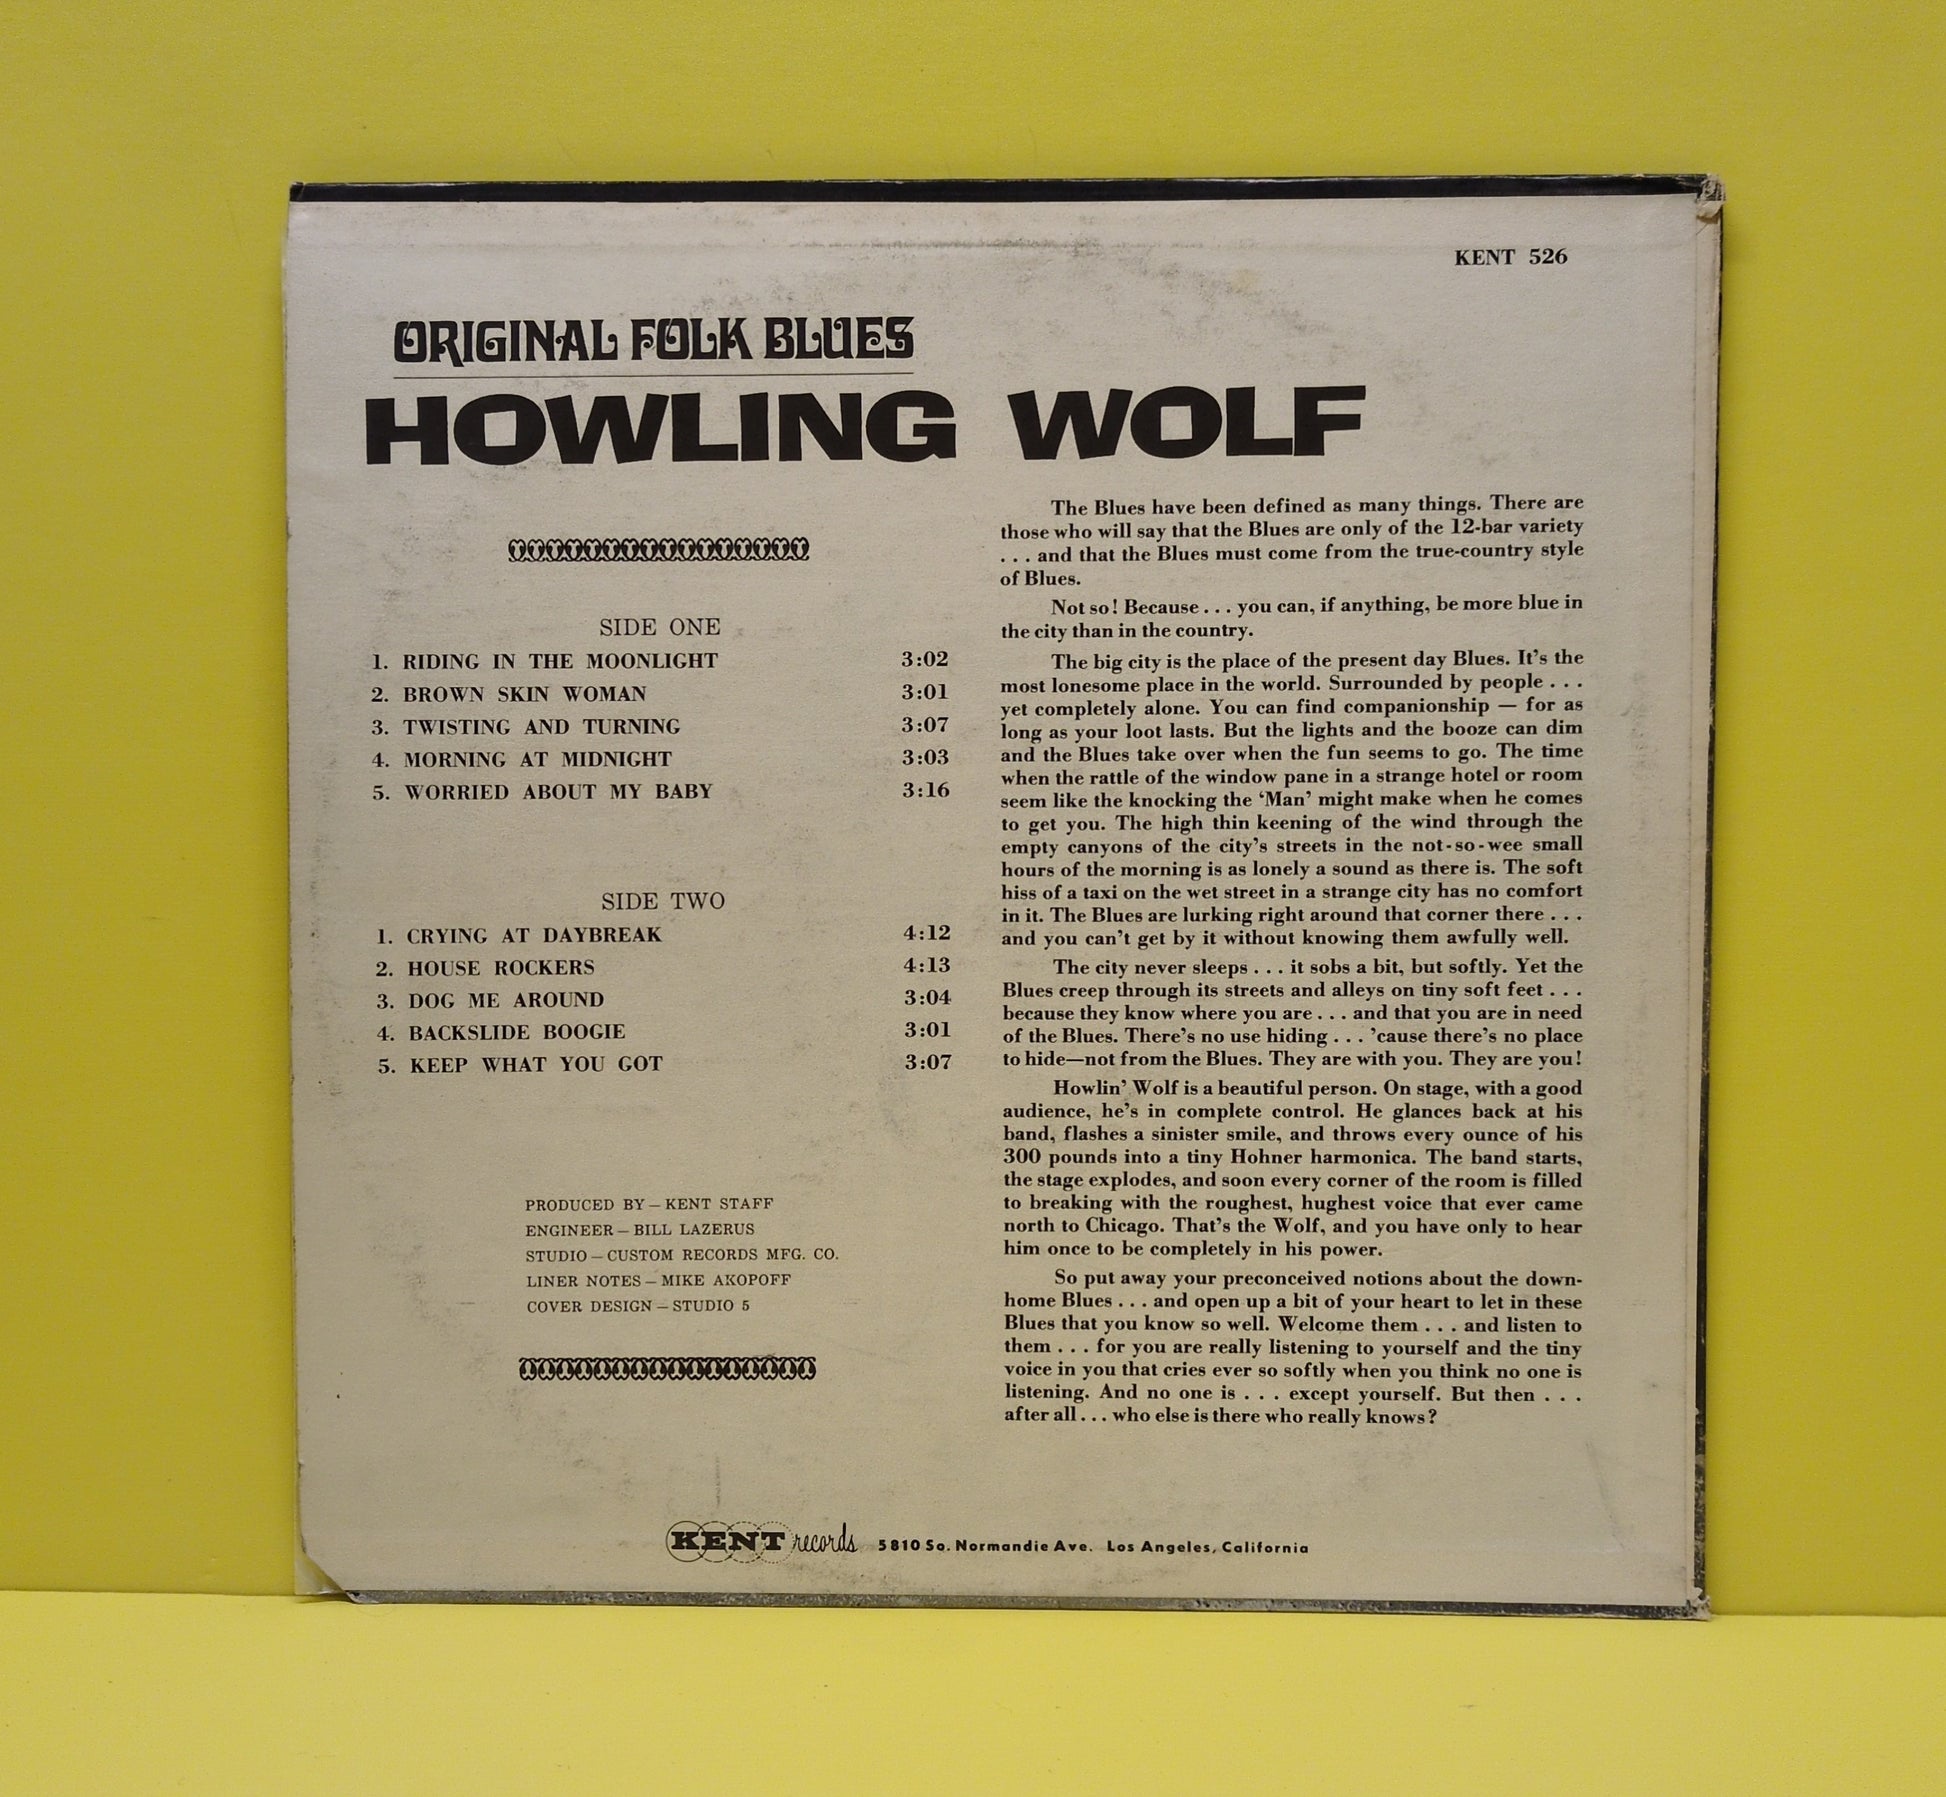 KENT 526
ORIGINAL FOLK BLUES
HOWLING WOLF
SIDE ONE
1. RIDING IN THE MOONLIGHT 3:02
2. BROWN SKIN WOMAN 3:01
3. TWISTING AND TURNING 3:07
4. MORNING AT MIDNIGHT 3:03
5. WORRIED ABOUT MY BABY 3:16
SIDE TWO
1. CRYING AT DAYBREAK 4:12
2. HOUSE ROCKERS 4:13
3. DOG ME AROUND 3:04
4. BACKSLIDE BOOGIE 3:01
5. KEEP WHAT YOU GOT 3:07
PRODUCED BY – KENT STAFF
ENGINEER – BILL LAZERUS
STUDIO – CUSTOM RECORDS MFG. CO.
LINER NOTES – MIKE AKOPOFF
COVER DESIGN – STUDIO 5
The Blues have been defined as many things. There are
those who will say that the Blues are only of the 12-bar variety
. . . and that the Blues must come from the true-country style
of Blues.
Not so! Because . . . you can, if anything, be more blue in
the city than in the country.
The big city is the place of the present day Blues. It's the
most lonesome place in the world. Surrounded by people . . .
yet completely alone. You can find companionship — for as
long as your loot lasts. But the lights and the booze can dim
and the Blues take over when the fun seems to go. The time
when the rattle of the window pane in a strange hotel or room
seem like the knocking the 'Man' might make when he comes
to get you. The high thin keening of the wind through the
empty canyons of the city's streets in the not-so-wee small
hours of the morning is as lonely a sound as there is. The soft
hiss of a taxi on the wet street in a strange city has no comfort
in it. The Blues are lurking right around that corner there . . .
and you can't get by it without knowing them awfully well.
The city never sleeps . . . it sobs a bit, but softly. Yet the
Blues creep through its streets and alleys on tiny soft feet . . .
because they know where you are . . . and that you are in need
of the Blues. There's no use hiding . . . 'cause there's no place
to hide—not from the Blues. They are with you. They are you!
Howlin' Wolf is a beautiful person. On stage, with a good
audience, he's in complete control. He glances back at his
band, flashes a sinister smile, and throws every ounce of his
300 pounds into a tiny Hohner harmonica. The band starts,
the stage explodes, and soon every corner of the room is filled
to breaking with the roughest, hughest voice that ever came
north to Chicago. That's the Wolf, and you have only to hear
him once to be completely in his power.
So put away your preconceived notions about the down-
home Blues . . . and open up a bit of your heart to let in these
Blues that you know so well. Welcome them . . . and listen to
them . . . for you are really listening to yourself and the tiny
voice in you that cries ever so softly when you think no one is
listening. And no one is . . . except yourself. But then . . .
after all . . . who else is there who really knows?
KENT records 5810 So. Normandie Ave. Los Angeles, California